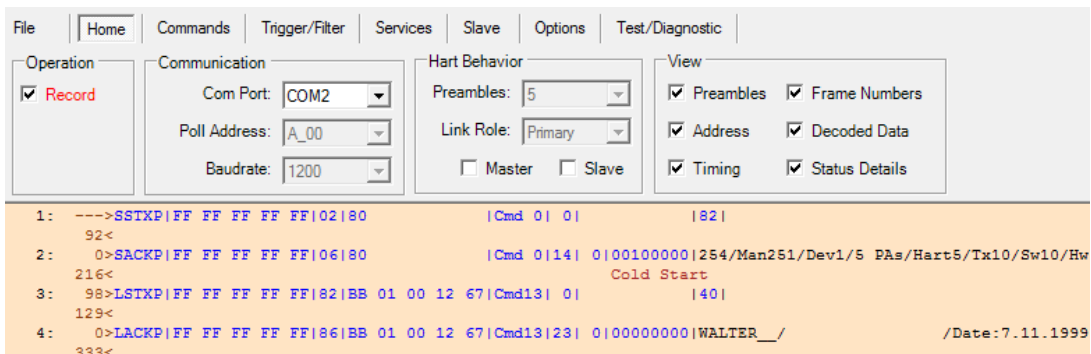 File Home Commands Trigger/Filter Services Slave Options Test/Diagnostic
Operation Communication Hart Behavior View
Record Com Port: COM2 Preambles: 5 Preambles Frame Numbers
Poll Address: A_00 Link Role: Primary Address Decoded Data
Baudrate: 1200 Master Slave Timing Status Details
1: --->SSTXP|FF FF FF FF FF|02|80 |Cmd 0| 0| |82|
92<
2: 0>SACKP|FF FF FF FF FF|06|80 |Cmd 0|14| 0|00100000|254/Man251/Dev1/5 PAs/Hart5/Tx10/Sw10/Hw
216< Cold Start
3: 98>LSTXP|FF FF FF FF FF|82|BB 01 00 12 67|Cmd13| 0| |40|
129<
4: 0>LACKP|FF FF FF FF FF|86|BB 01 00 12 67|Cmd13|23| 0|00000000|WALTER__/ /Date:7.11.1999
333<